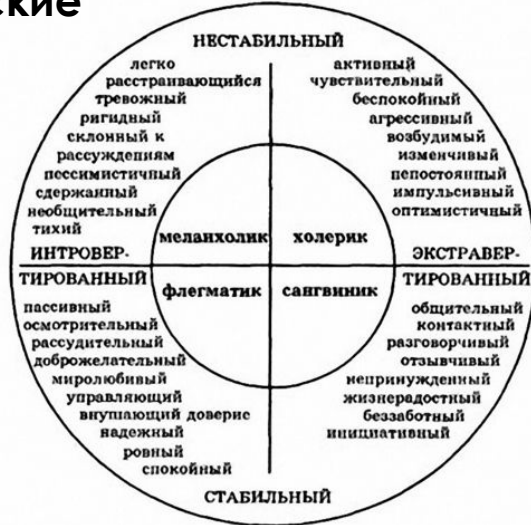 ские
НЕСТАБИЛЬНЫЙ
легко
расстраивающийся
тревожный
ригидный
склонный к
рассуждениям
пессимистичный
сдержанный
необщительный
тихий
активный
чувствительный
беспокойный
агрессивный
возбудимый
изменчивый
непостоянный
импульсивный
оптимистичный
меланхолик
холерик
ИНТРОВЕР-
ТИРОВАННЫЙ
ЭКСТРАВЕР-
ТИРОВАННЫЙ
флегматик
сангвиник
пассивный
осмотрительный
рассудительный
доброжелательный
миролюбивый
управляющий
внушающий доверие
надежный
ровный
спокойный
общительный
контактный
разговорчивый
отзывчивый
непринужденный
жизнерадостный
беззаботный
инициативный
СТАБИЛЬНЫЙ